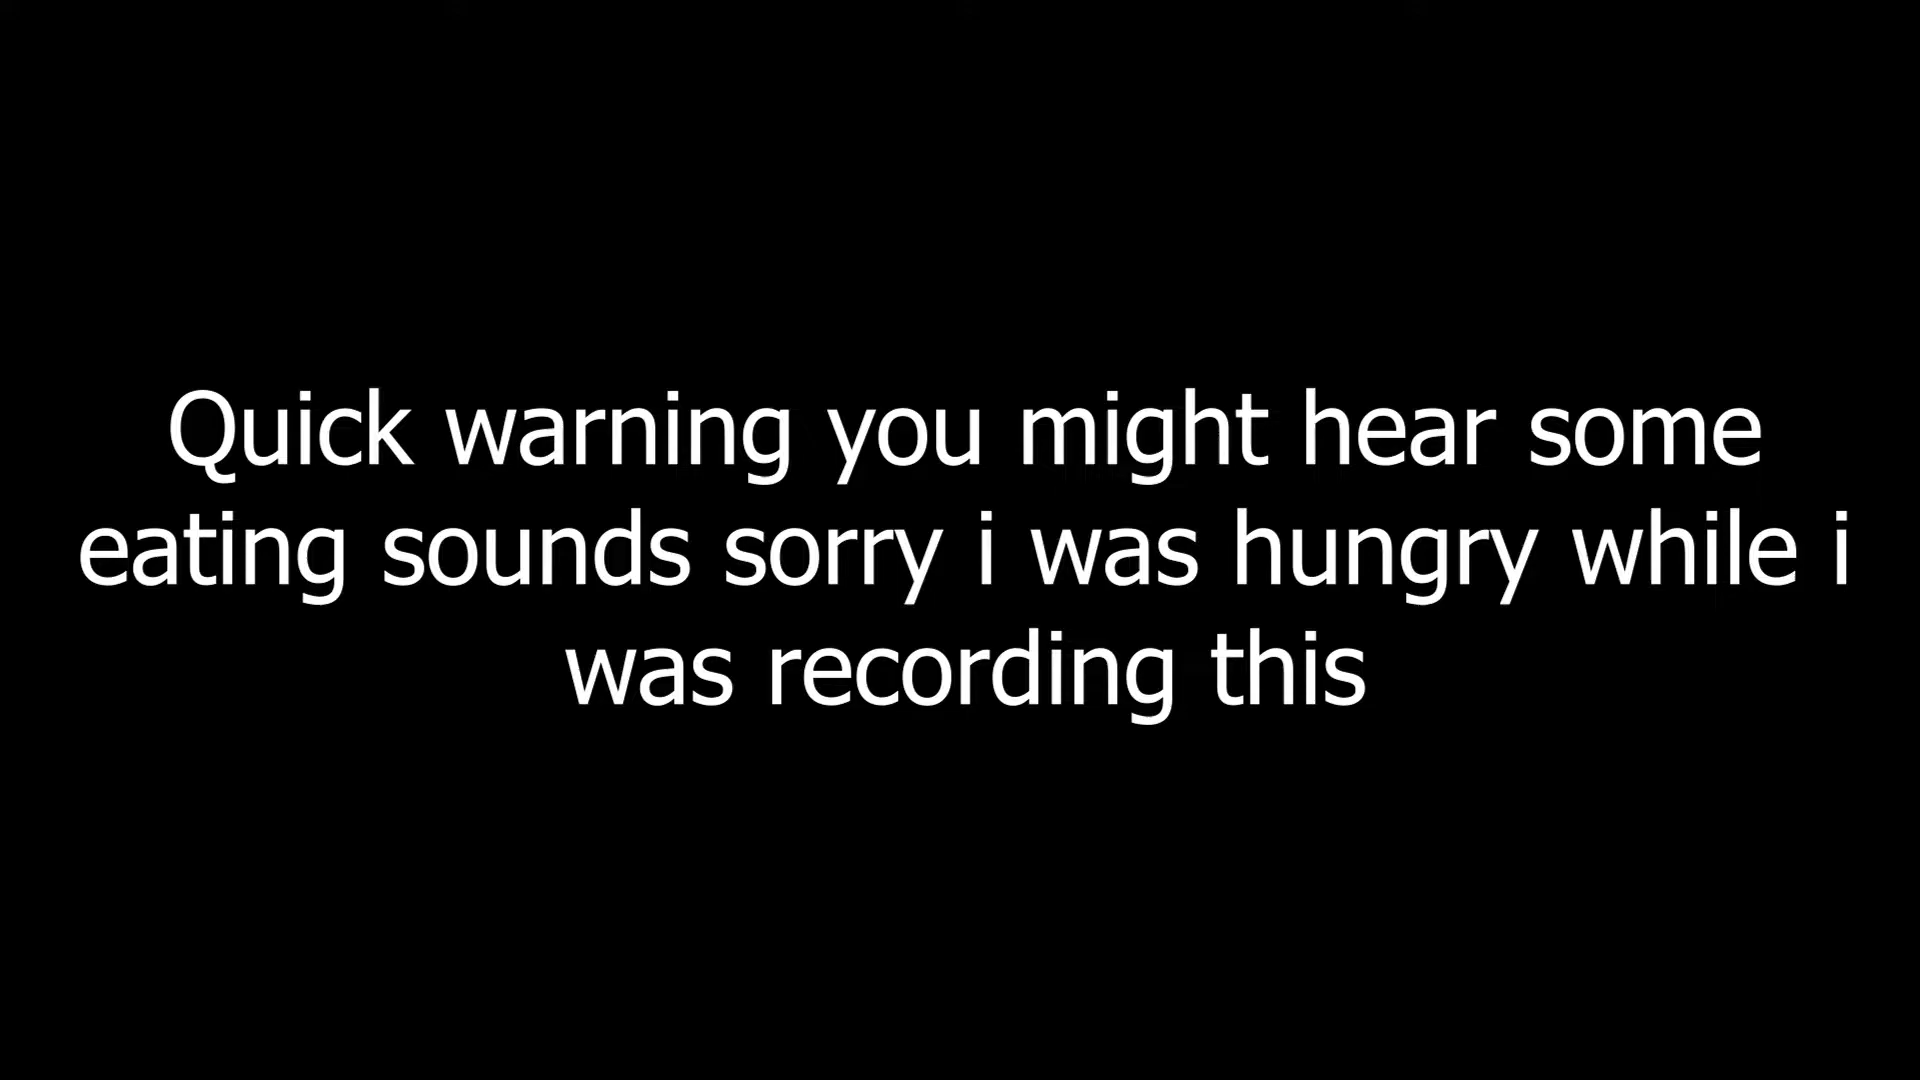 Quick warning you might hear some
eating sounds sorry i was hungry while i
was recording this